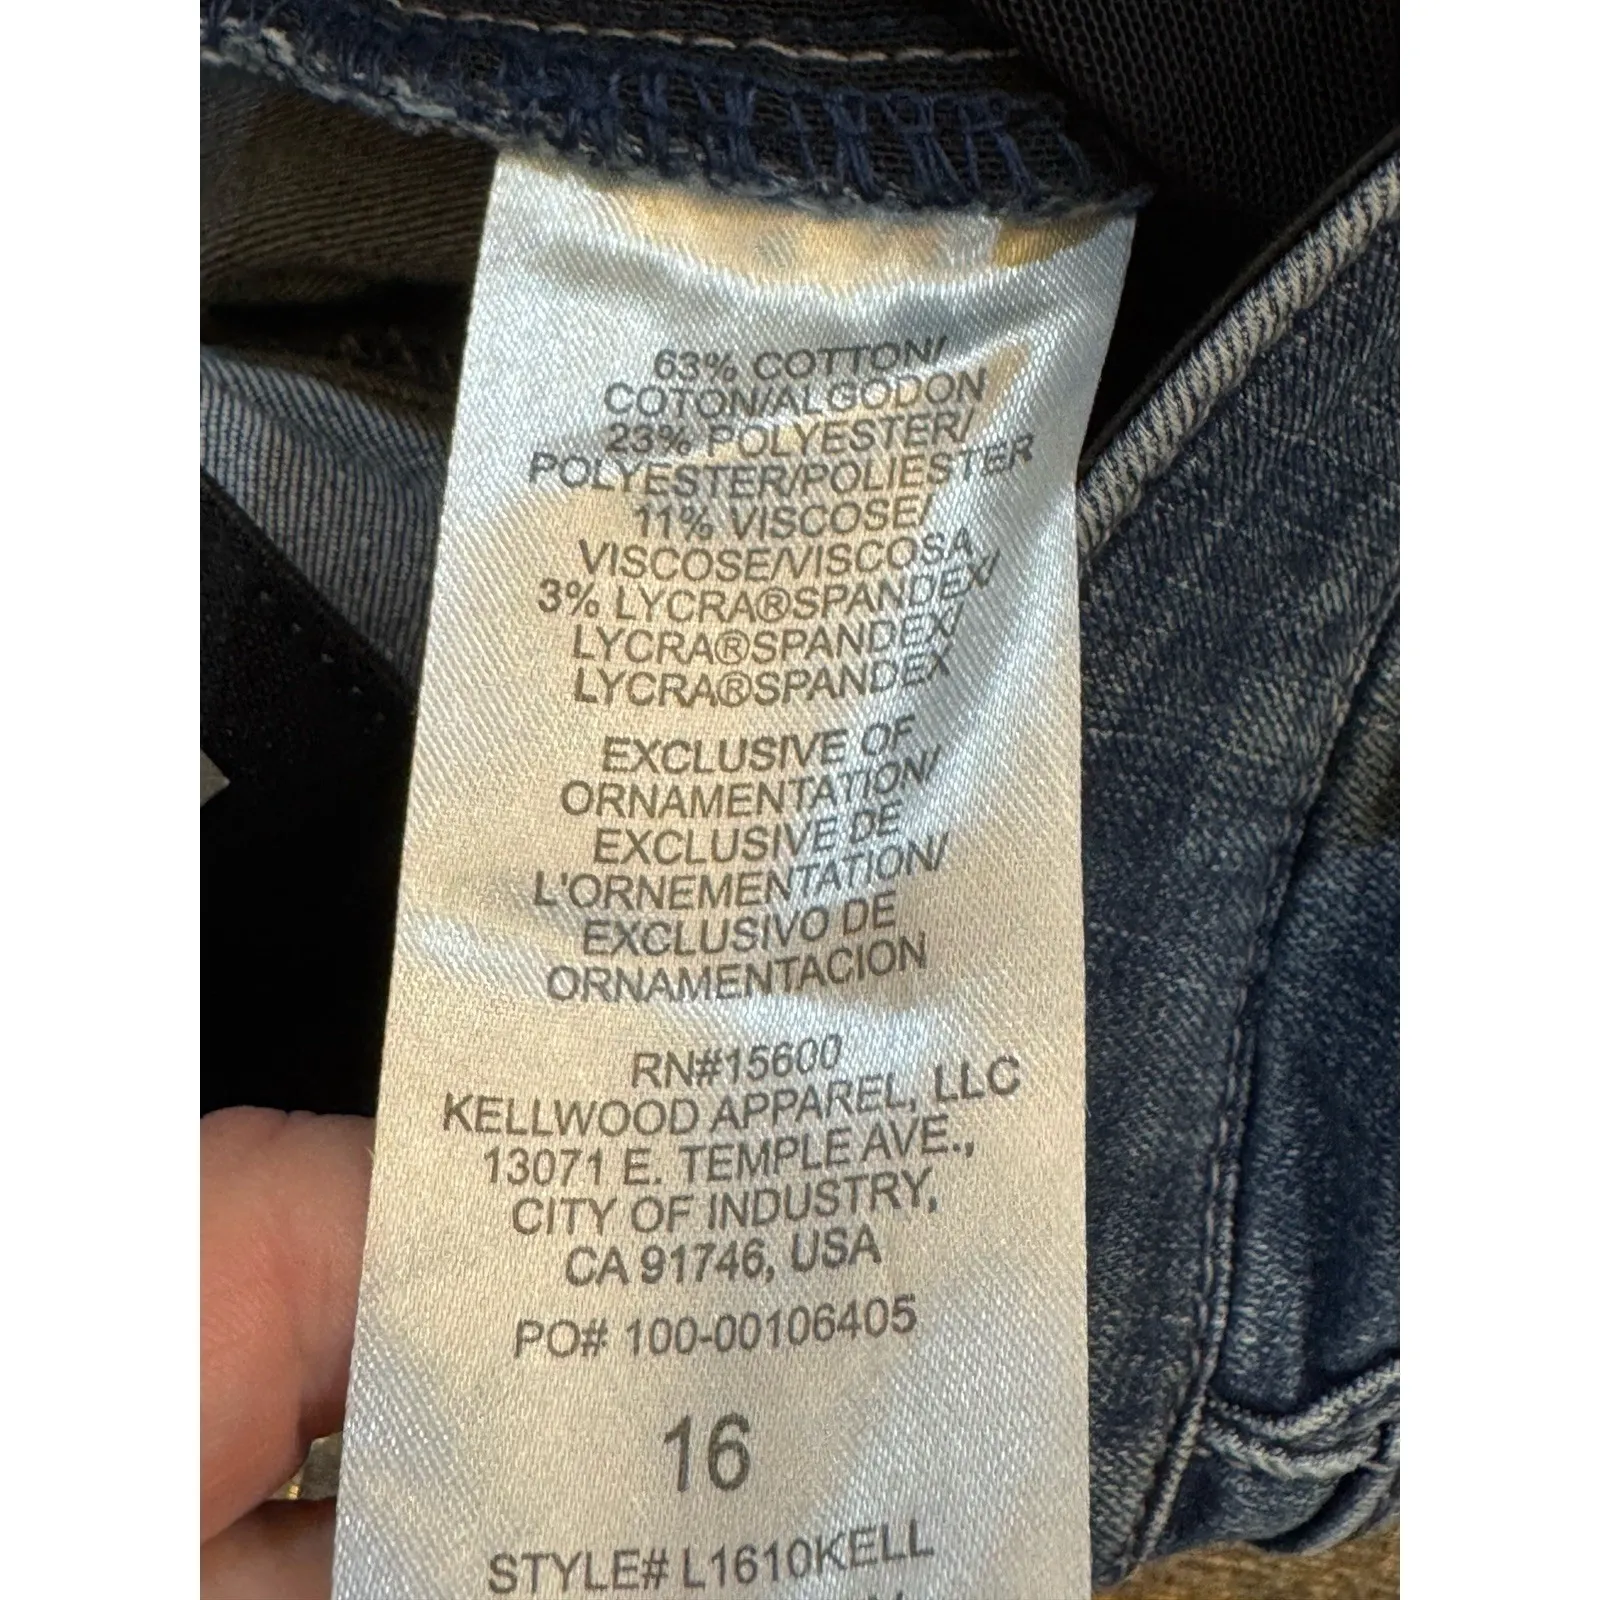 63% COTTON/
COTON/ALGODON
23% POLYESTER/
POLYESTER/POLIESTER
11% VISCOSE/
VISCOSE/VISCOSA
3% LYCRA®SPANDEX/
LYCRA®SPANDEX/
LYCRA®SPANDEX
EXCLUSIVE OF
ORNAMENTATION/
EXCLUSIVE DE
L'ORNEMENTATION/
EXCLUSIVO DE
ORNAMENTACION
RN#15600
KELLWOOD APPAREL, LLC
13071 E. TEMPLE AVE.,
CITY OF INDUSTRY,
CA 91746, USA
PO# 100-00106405
16
STYLE# L1610KELL